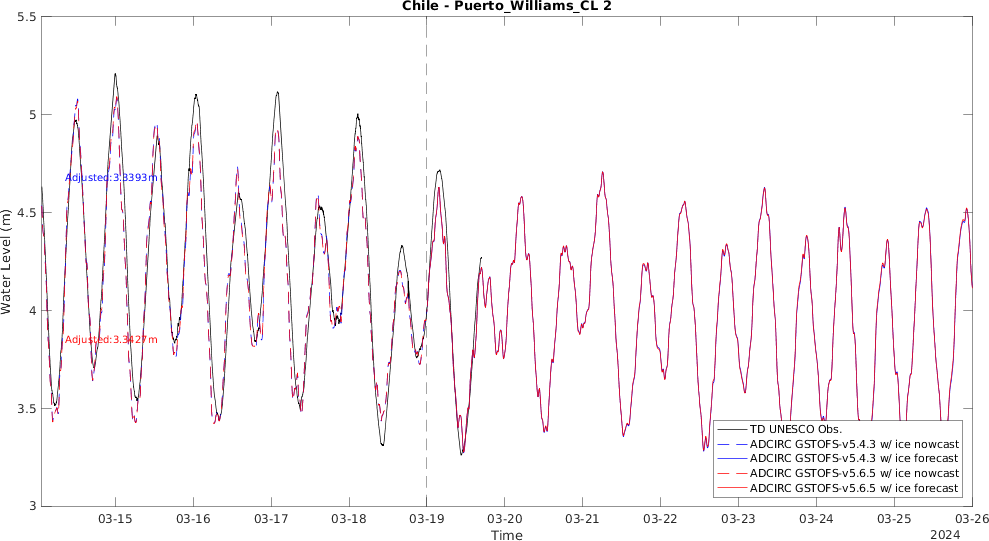 Chile - Puerto_Williams_CL 2
5.5
5
4.5
4
3.5
3
Water Level (m)
Adjusted:3.3393m
Adjusted:3.3427m
TD UNESCO Obs.
ADCIRC GSTOFS-v5.4.3 w/ ice nowcast
ADCIRC GSTOFS-v5.4.3 w/ ice forecast
ADCIRC GSTOFS-v5.6.5 w/ ice nowcast
ADCIRC GSTOFS-v5.6.5 w/ ice forecast
03-15 03-16 03-17 03-18 03-19 03-20 03-21 03-22 03-23 03-24 03-25 03-26
Time
2024